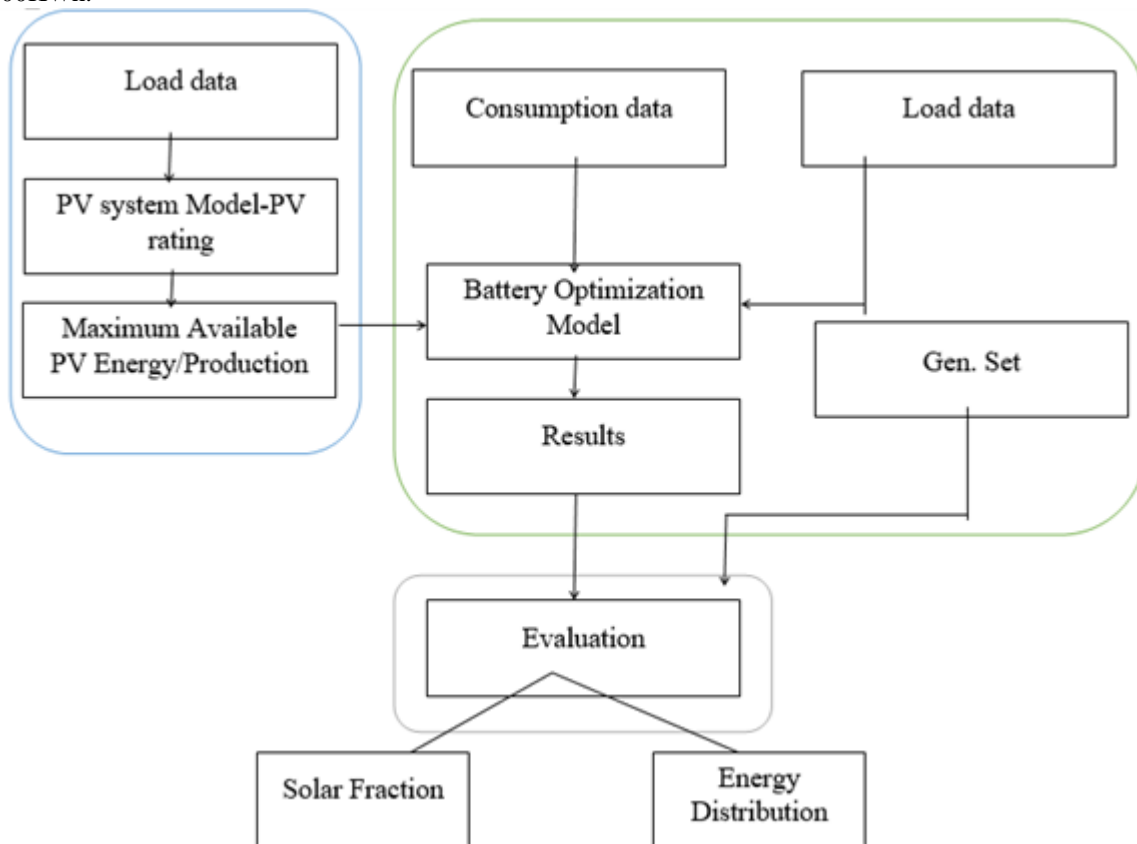 Load data
PV system Model-PV
rating
Maximum Available
PV Energy/Production
Consumption data
Load data
Battery Optimization
Model
Gen. Set
Results
Evaluation
Solar Fraction
Energy
Distribution